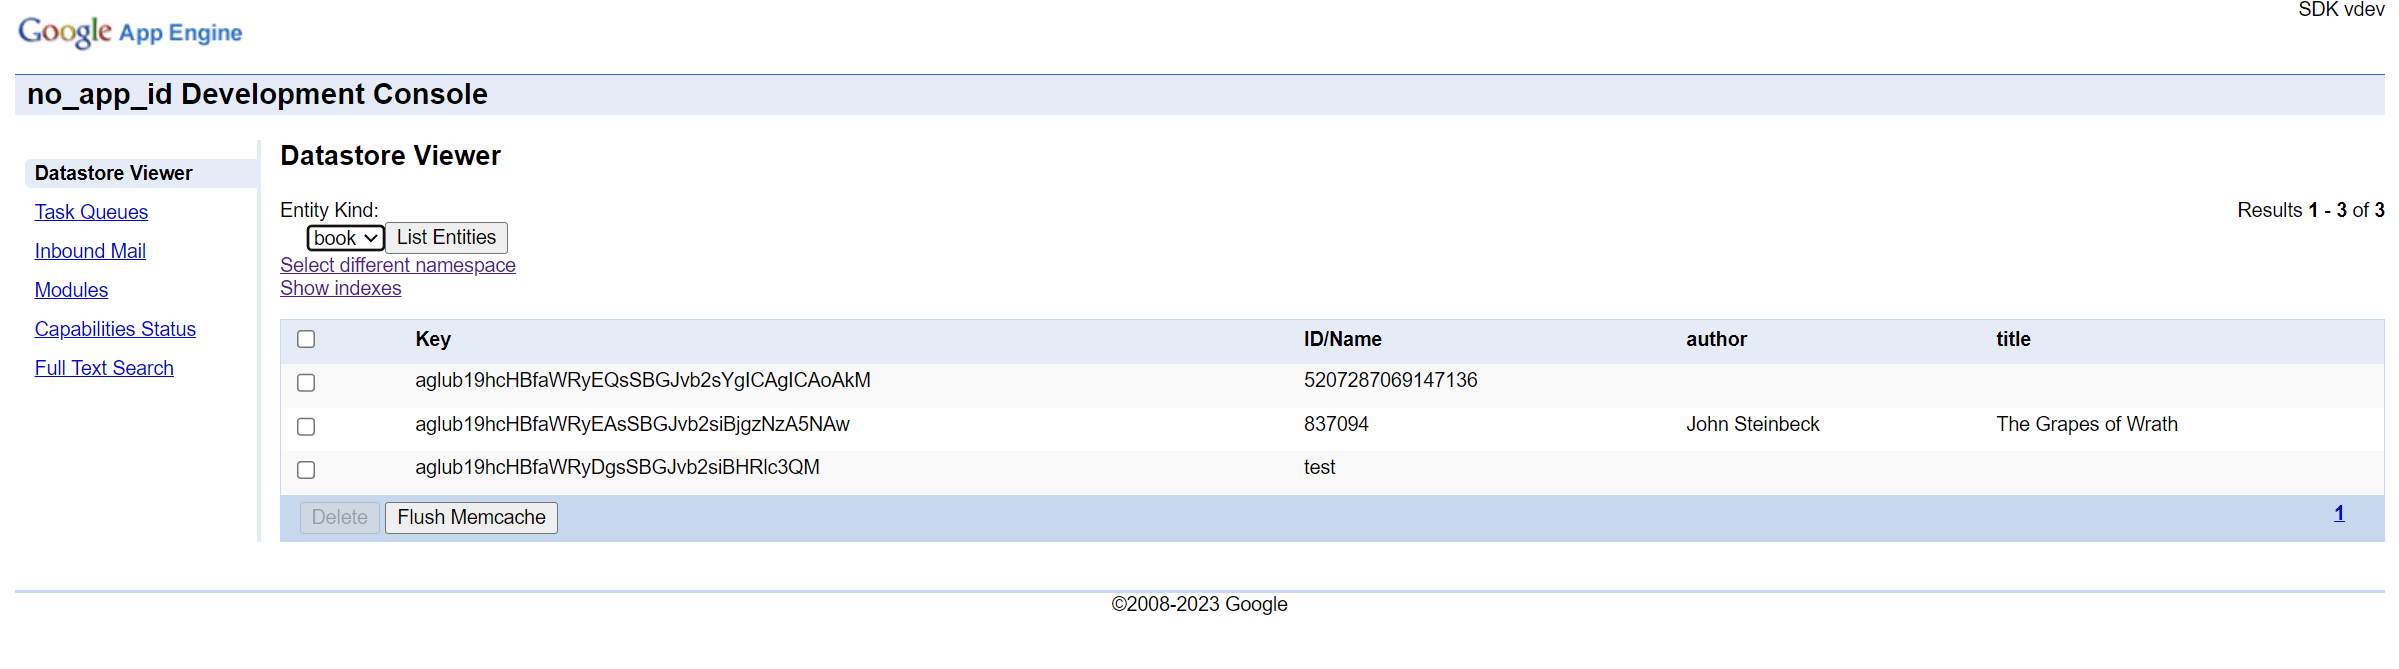 SDK vdev
Google App Engine
no_app_id Development Console
Datastore Viewer
Task Queues
Inbound Mail
Modules
Capabilities Status
Full Text Search
Datastore Viewer
Entity Kind:
Results 1 - 3 of 3
book List Entities
Select different namespace
Show indexes
Key ID/Name author title
aglub19hcHBfaWRyEQsSBGJvb2sYgICAgICAoAkM 5207287069147136
aglub19hcHBfaWRyEAsSBGJvb2siBjgzNzA5NAw 837094 John Steinbeck The Grapes of Wrath
aglub19hcHBfaWRyDgsSBGJvb2siBHRlc3QM test
Delete Flush Memcache 1
©2008-2023 Google